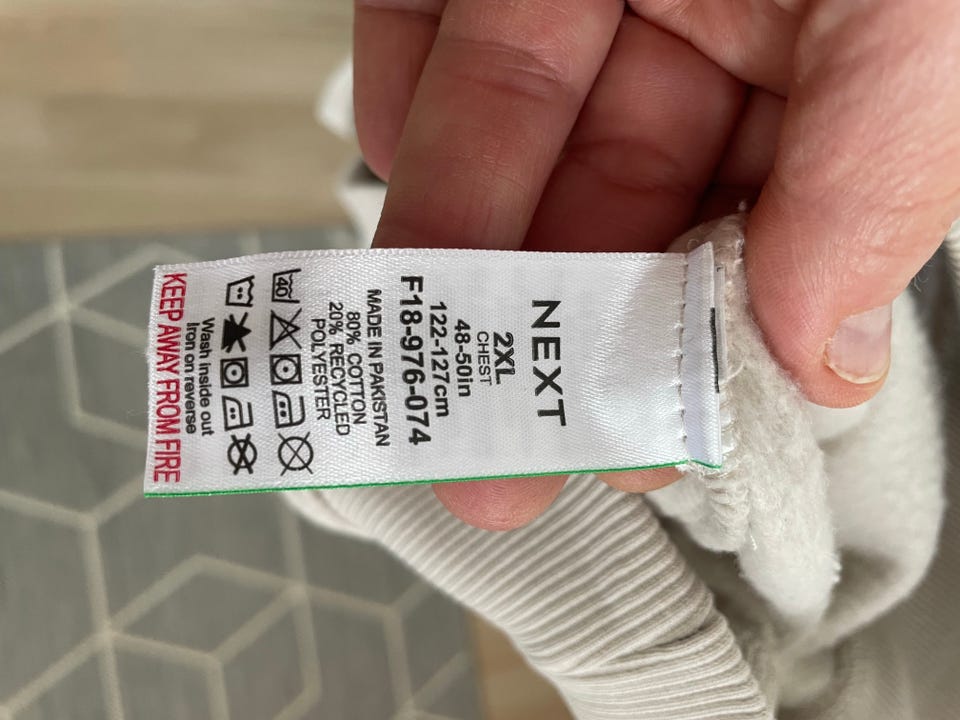 NEXT
2XL
CHEST
48-50in
122-127cm
F18-976-074
MADE IN PAKISTAN
80% COTTON
20% RECYCLED
POLYESTER
40
Wash inside out
Iron on reverse
KEEP AWAY FROM FIRE